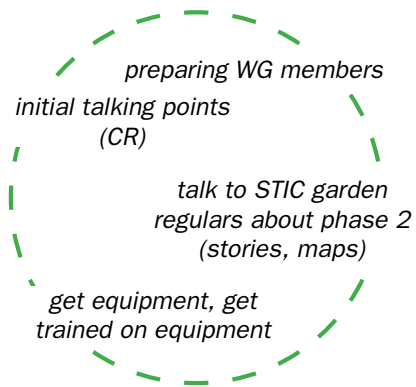 preparing WG members
initial talking points
(CR)
talk to STIC garden
regulars about phase 2
(stories, maps)
get equipment, get
trained on equipment